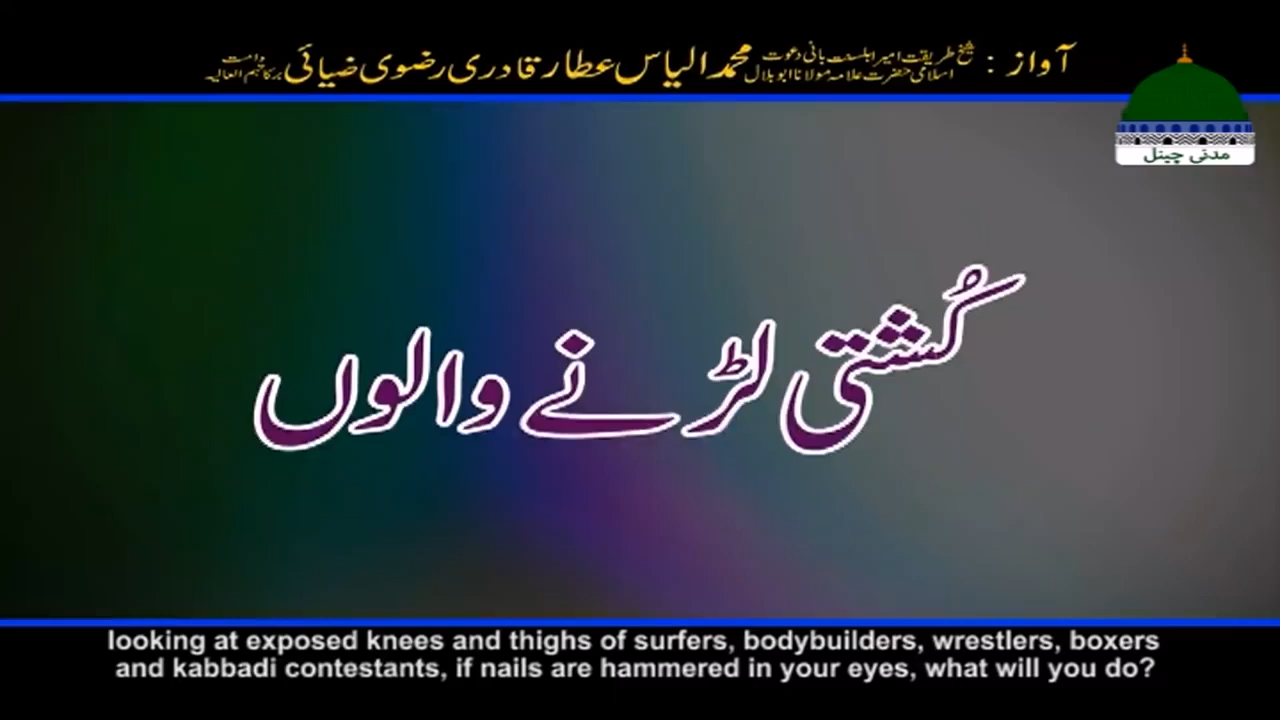 آواز : شیخ طریقت امیر اہلسنت بانی دعوت اسلامی حضرت علامہ مولانا ابو بلال محمد الیاس عطار قادری رضوی ضیائی دامت برکاتہم العالیہ
مدنی چینل
کُشتی لڑنے والوں
looking at exposed knees and thighs of surfers, bodybuilders, wrestlers, boxers
and kabbadi contestants, if nails are hammered in your eyes, what will you do?